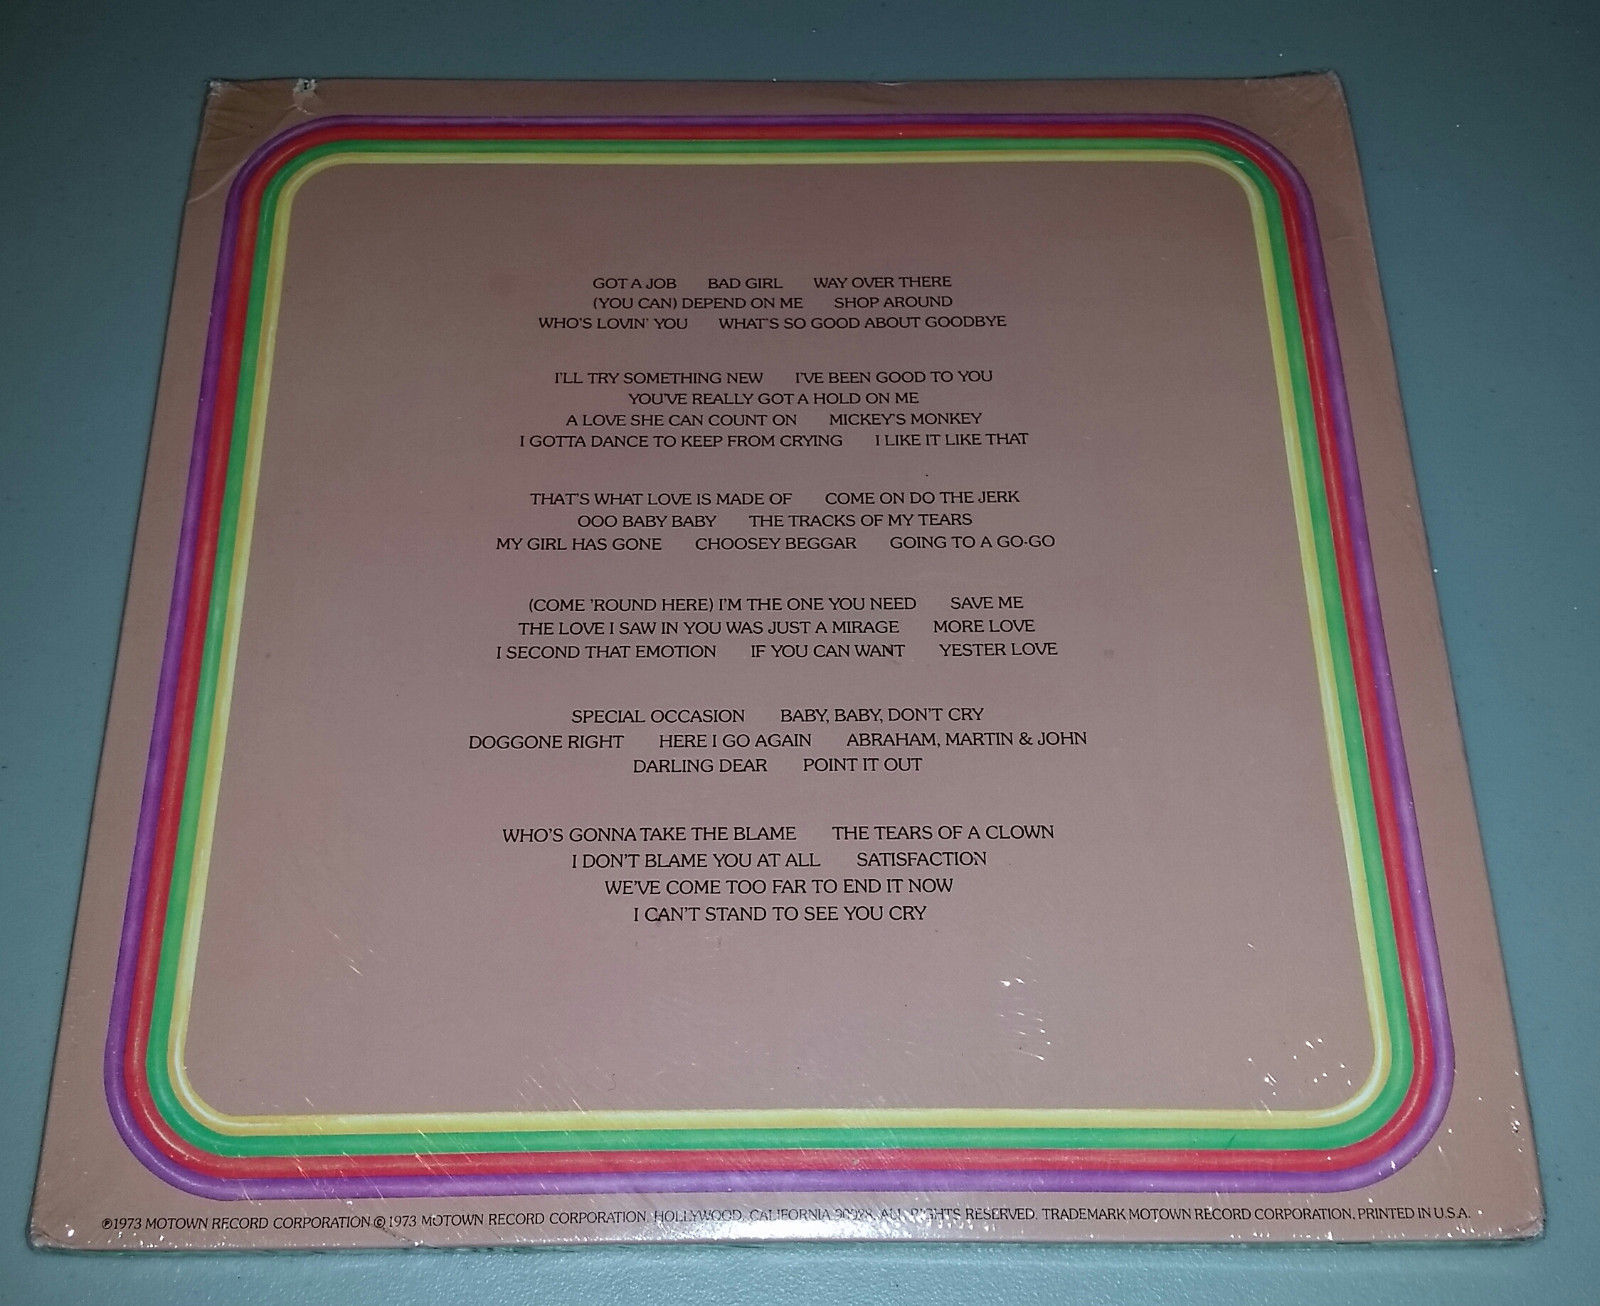 GOT A JOB BAD GIRL WAY OVER THERE
(YOU CAN) DEPEND ON ME SHOP AROUND
WHO'S LOVIN' YOU WHAT'S SO GOOD ABOUT GOODBYE
I'LL TRY SOMETHING NEW I'VE BEEN GOOD TO YOU
YOU'VE REALLY GOT A HOLD ON ME
A LOVE SHE CAN COUNT ON MICKEY'S MONKEY
I GOTTA DANCE TO KEEP FROM CRYING I LIKE IT LIKE THAT
THAT'S WHAT LOVE IS MADE OF COME ON DO THE JERK
OOO BABY BABY THE TRACKS OF MY TEARS
MY GIRL HAS GONE CHOOSEY BEGGAR GOING TO A GO-GO
(COME 'ROUND HERE) I'M THE ONE YOU NEED SAVE ME
THE LOVE I SAW IN YOU WAS JUST A MIRAGE MORE LOVE
I SECOND THAT EMOTION IF YOU CAN WANT YESTER LOVE
SPECIAL OCCASION BABY, BABY, DON'T CRY
DOGGONE RIGHT HERE I GO AGAIN ABRAHAM, MARTIN & JOHN
DARLING DEAR POINT IT OUT
WHO'S GONNA TAKE THE BLAME THE TEARS OF A CLOWN
I DON'T BLAME YOU AT ALL SATISFACTION
WE'VE COME TOO FAR TO END IT NOW
I CAN'T STAND TO SEE YOU CRY
℗1973 MOTOWN RECORD CORPORATION © 1973 MOTOWN RECORD CORPORATION, HOLLYWOOD, CALIFORNIA 90028. ALL RIGHTS RESERVED. TRADEMARK MOTOWN RECORD CORPORATION. PRINTED IN U.S.A.